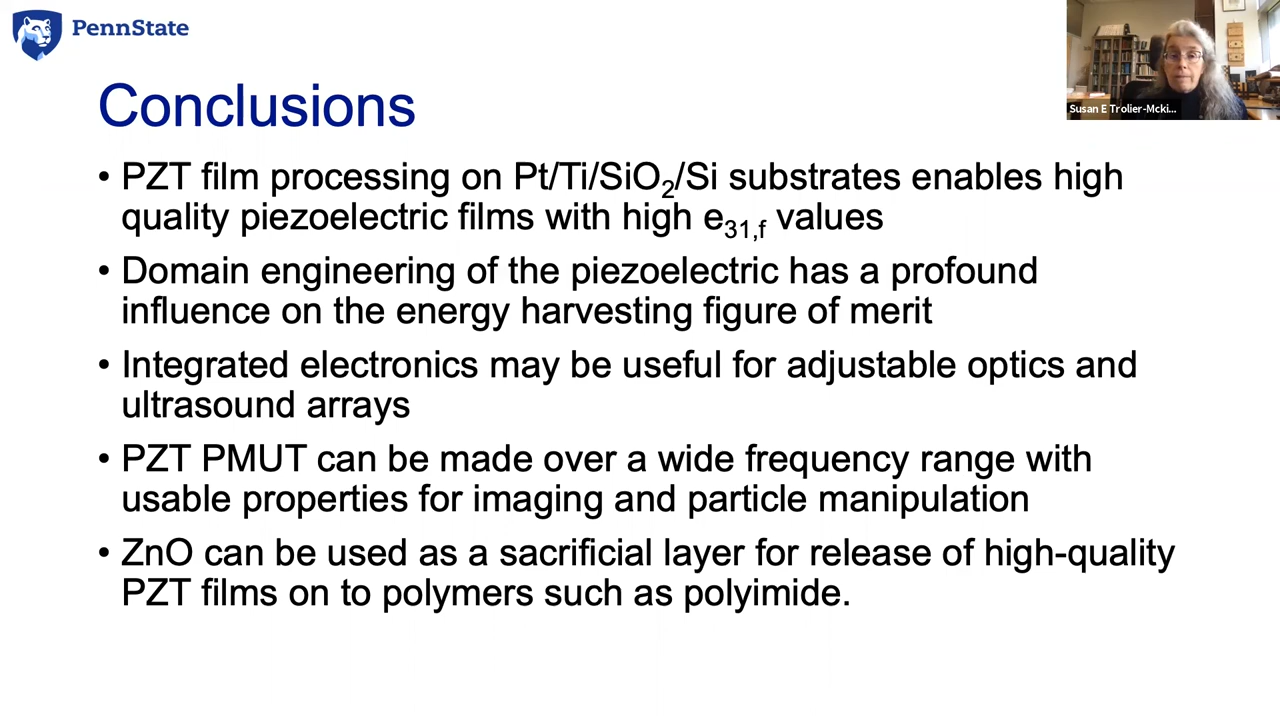 PennState
Susan E Trolier-Mcki...
Conclusions
• PZT film processing on Pt/Ti/SiO₂/Si substrates enables high
quality piezoelectric films with high e₃₁,f values
• Domain engineering of the piezoelectric has a profound
influence on the energy harvesting figure of merit
• Integrated electronics may be useful for adjustable optics and
ultrasound arrays
• PZT PMUT can be made over a wide frequency range with
usable properties for imaging and particle manipulation
• ZnO can be used as a sacrificial layer for release of high-quality
PZT films on to polymers such as polyimide.